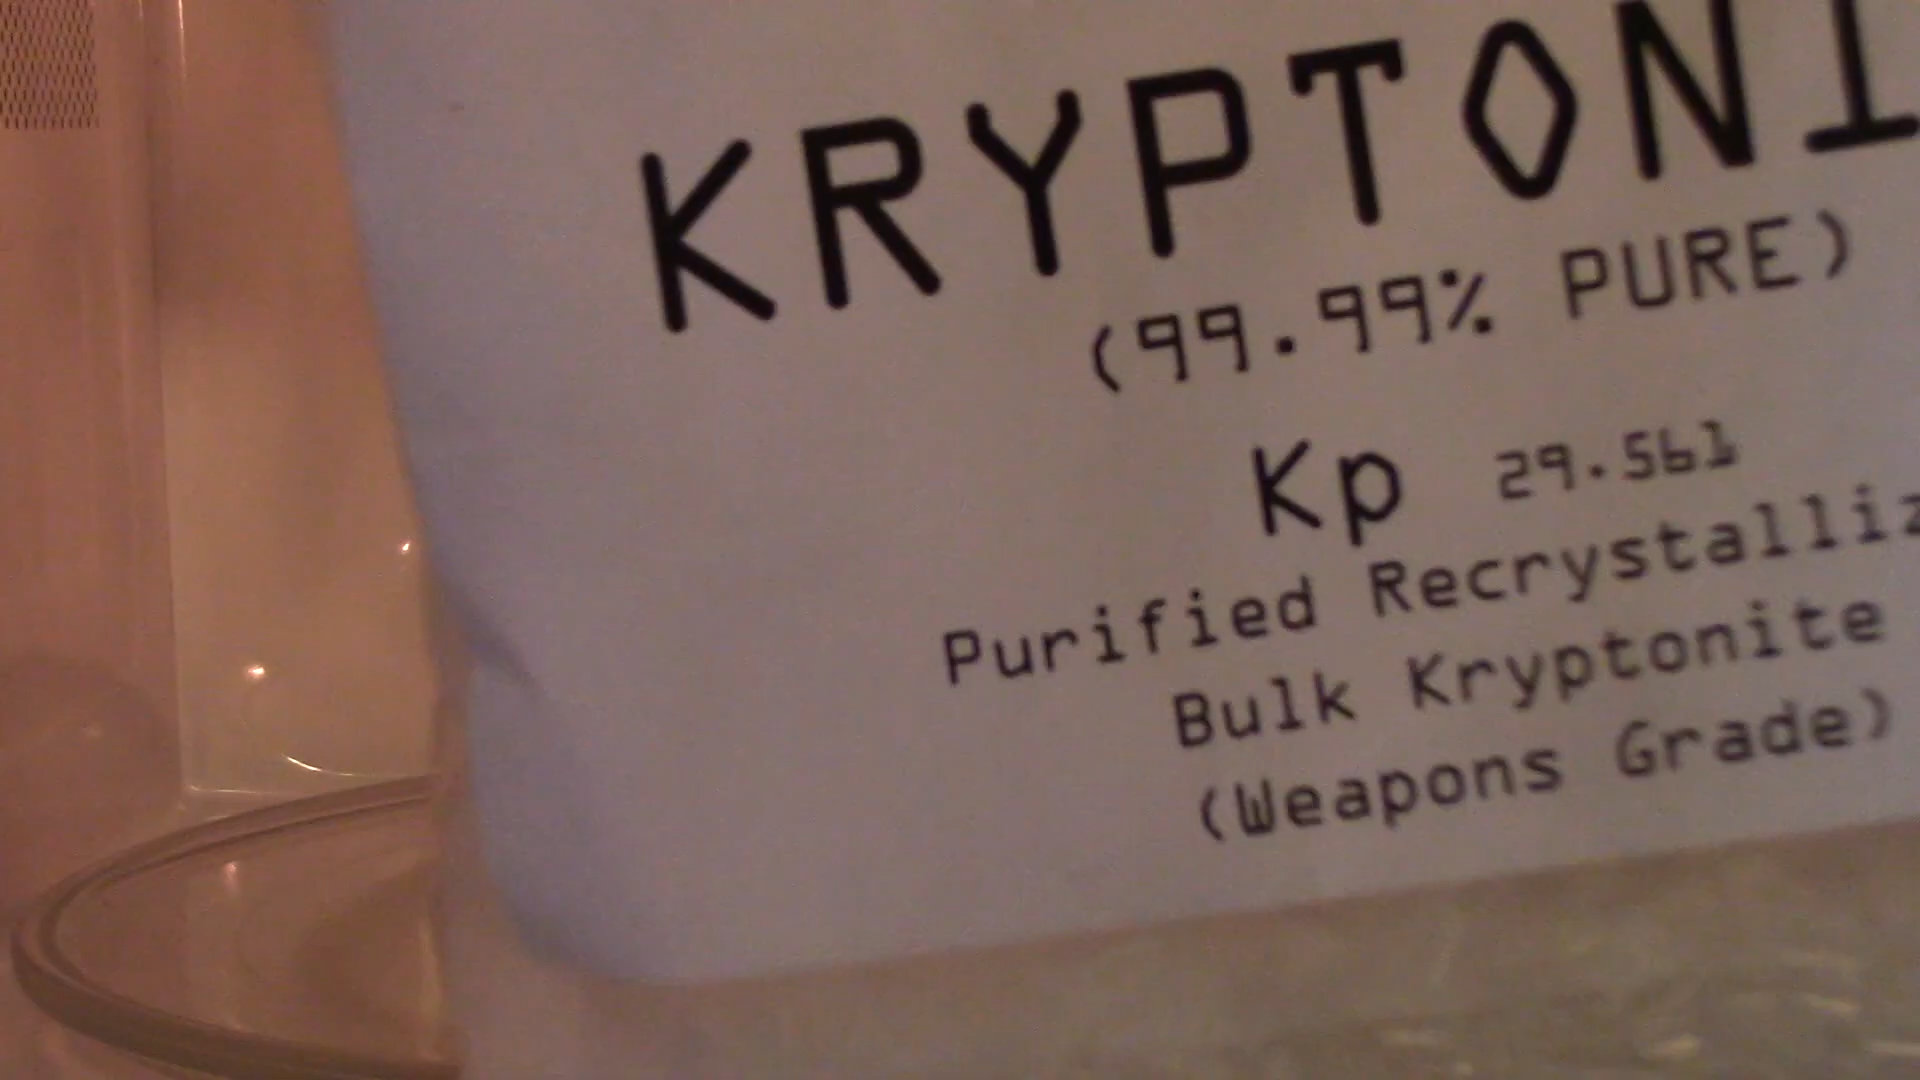 KRYPTONI
(99.99% PURE)
Kp 29.561
Purified Recrystalliz
Bulk Kryptonite
(Weapons Grade)